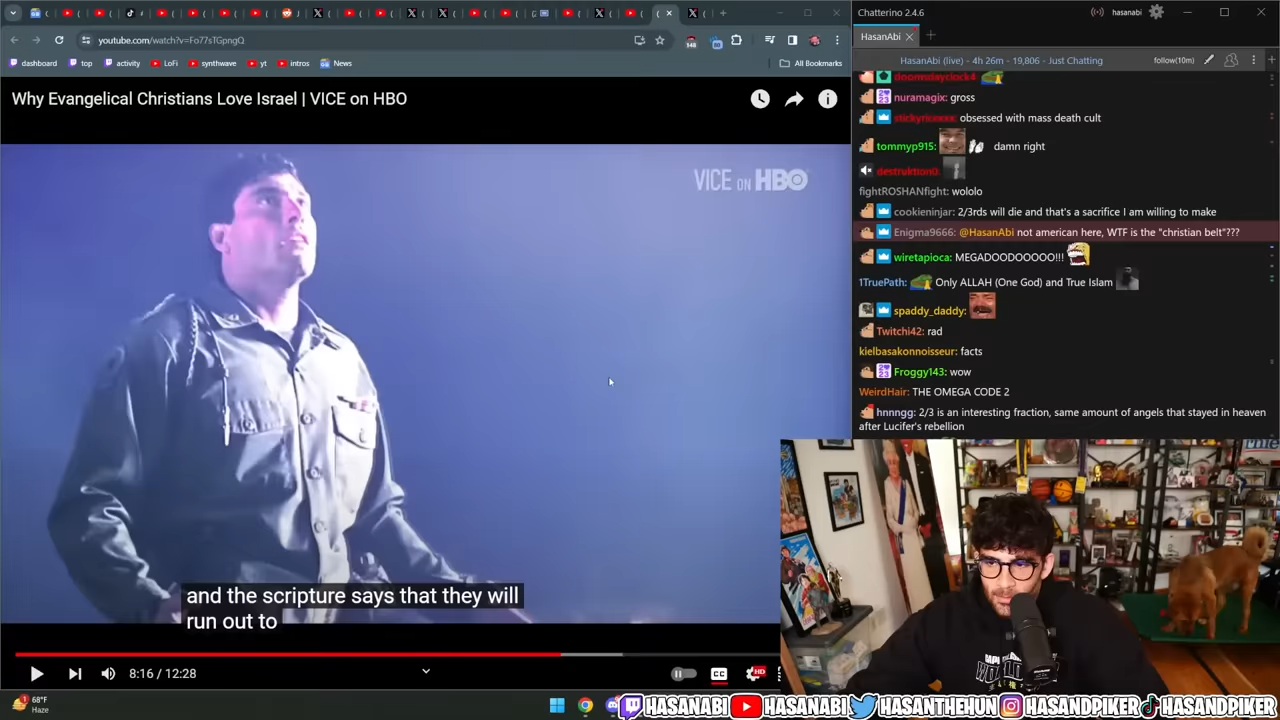 youtube.com/watch?v=Fo77sTGpngQ
148
dashboard
top
activity
LoFi
synthwave
yt
intros
News
All Bookmarks
Why Evangelical Christians Love Israel | VICE on HBO
VICE ON HBO
and the scripture says that they will
run out to
8:16 / 12:28
CC
HD
68°F
Haze
Chatterino 2.4.6
hasanabi
HasanAbi
HasanAbi (live) - 4h 26m - 19,806 - Just Chatting
follow(10m)
doomsdayclock4
nuramagix: gross
stickyricexxx: obsessed with mass death cult
tommyp915: damn right
destruktion0:
fightROSHANfight: wololo
cookieninjar: 2/3rds will die and that's a sacrifice I am willing to make
Enigma9666: @HasanAbi not american here, WTF is the "christian belt"???
wiretapioca: MEGADOODOOOOO!!!
1TruePath: Only ALLAH (One God) and True Islam
spaddy_daddy:
Twitchi42: rad
kielbasakonnoisseur: facts
Froggy143: wow
WeirdHair: THE OMEGA CODE 2
hnnngg: 2/3 is an interesting fraction, same amount of angels that stayed in heaven
after Lucifer's rebellion
HASANABI HASANABI HASANTHEHUN HASANDPIKER HASANDPIKER